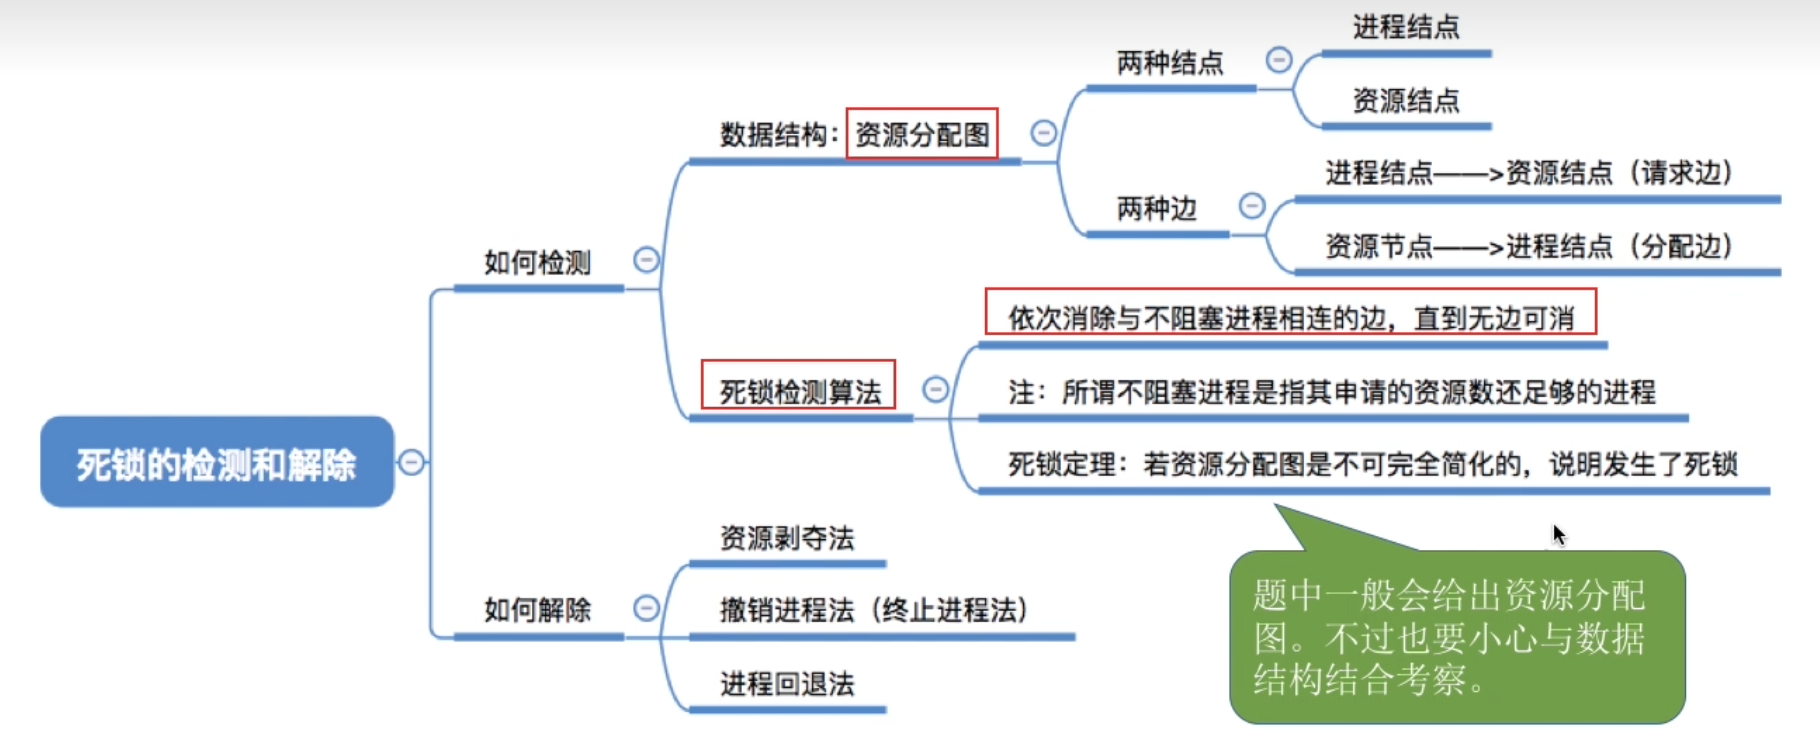 死锁的检测和解除
如何检测
数据结构：资源分配图
两种结点
进程结点
资源结点
两种边
进程结点——>资源结点（请求边）
资源节点——>进程结点（分配边）
死锁检测算法
依次消除与不阻塞进程相连的边，直到无边可消
注：所谓不阻塞进程是指其申请的资源数还足够的进程
死锁定理：若资源分配图是不可完全简化的，说明发生了死锁
题中一般会给出资源分配
图。不过也要小心与数据
结构结合考察。
如何解除
资源剥夺法
撤销进程法（终止进程法）
进程回退法